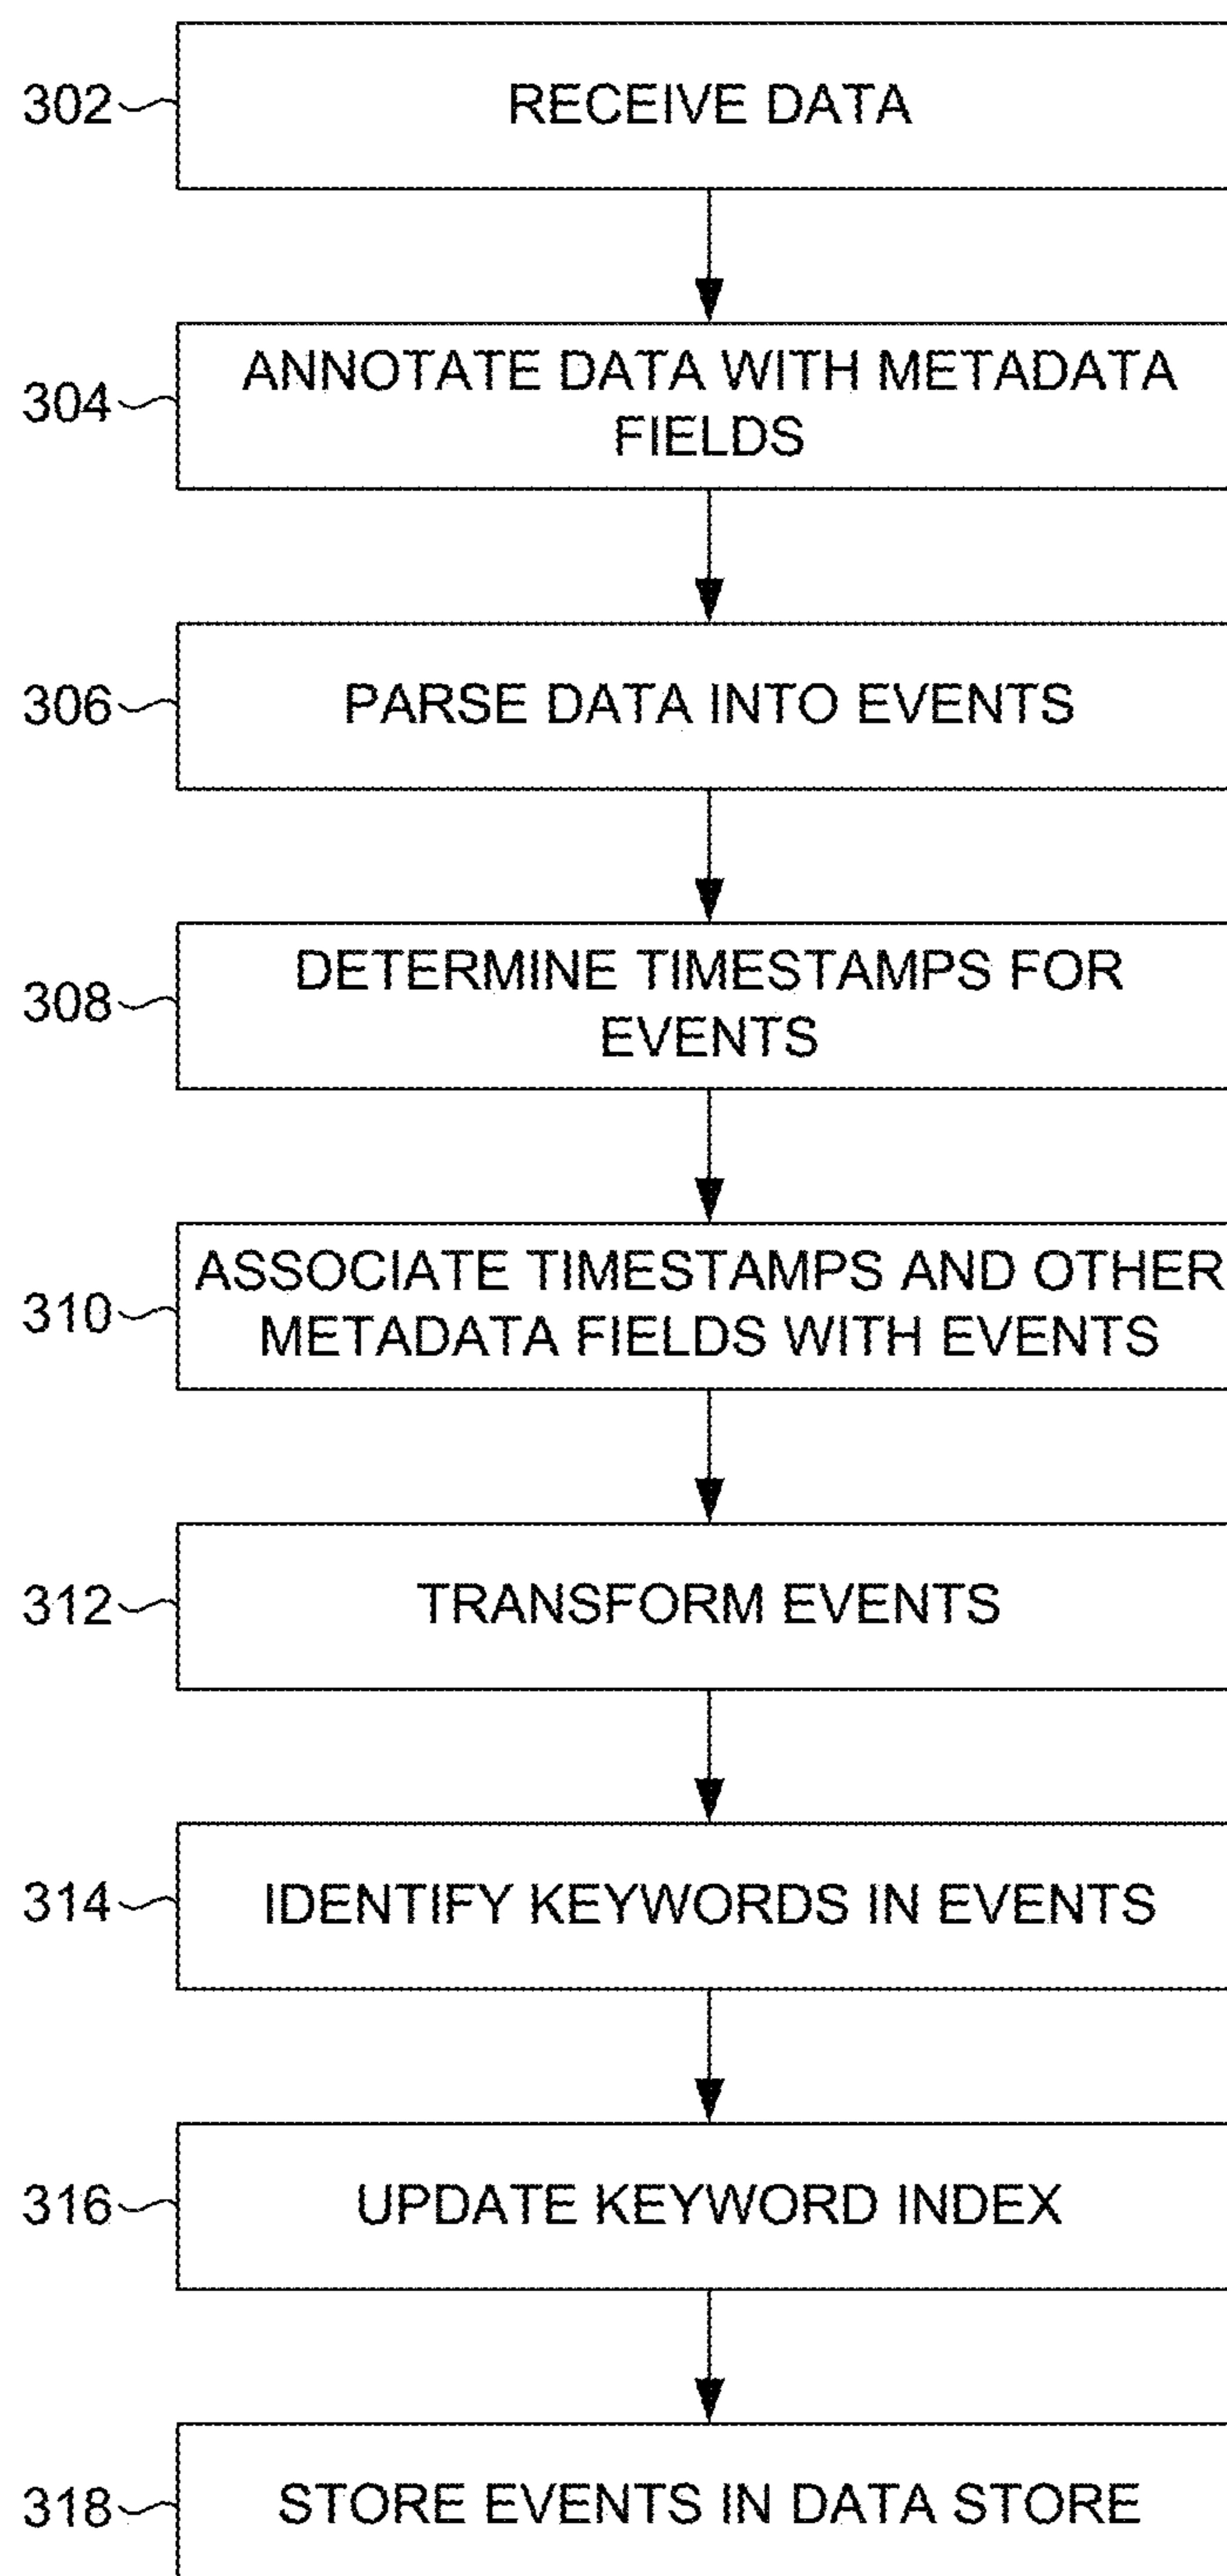 302
RECEIVE DATA
304
ANNOTATE DATA WITH METADATA
FIELDS
306
PARSE DATA INTO EVENTS
308
DETERMINE TIMESTAMPS FOR
EVENTS
310
ASSOCIATE TIMESTAMPS AND OTHER
METADATA FIELDS WITH EVENTS
312
TRANSFORM EVENTS
314
IDENTIFY KEYWORDS IN EVENTS
316
UPDATE KEYWORD INDEX
318
STORE EVENTS IN DATA STORE